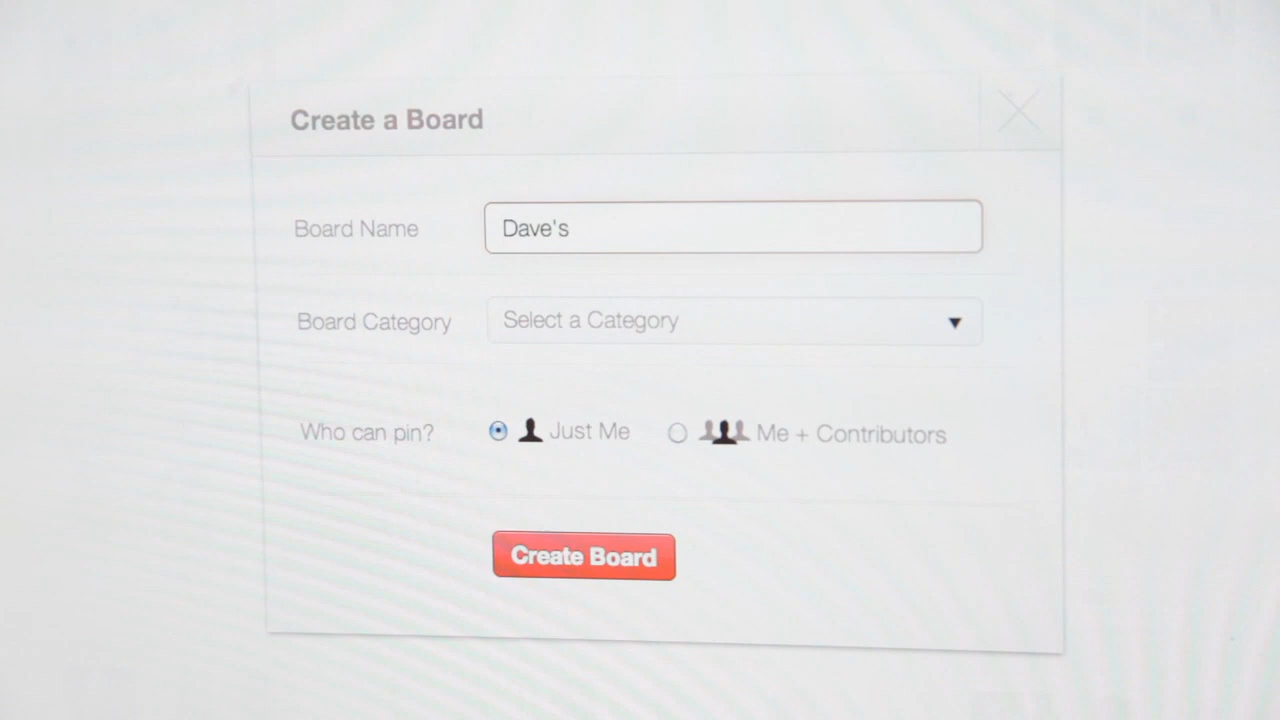 Create a Board
Board Name Dave's
Board Category Select a Category
Who can pin? Just Me Me + Contributors
Create Board